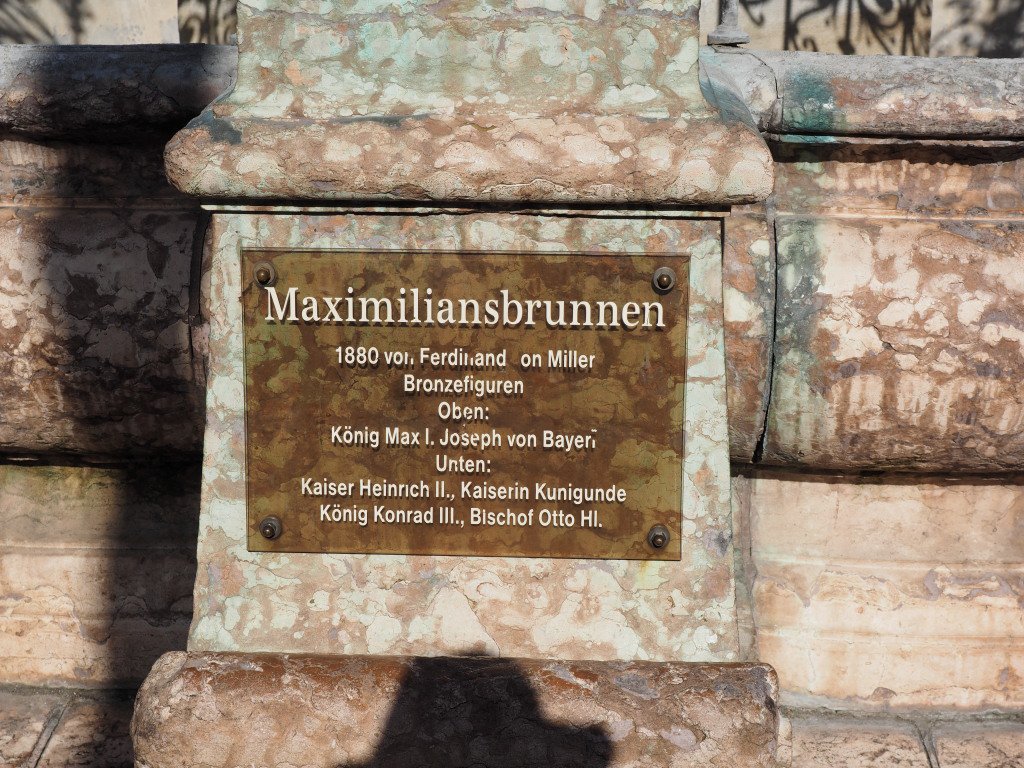 Maximiliansbrunnen
1880 von Ferdinand on Miller
Bronzefiguren
Oben:
König Max I. Joseph von Bayern
Unten:
Kaiser Heinrich II., Kaiserin Kunigunde
König Konrad III., Bischof Otto Hl.